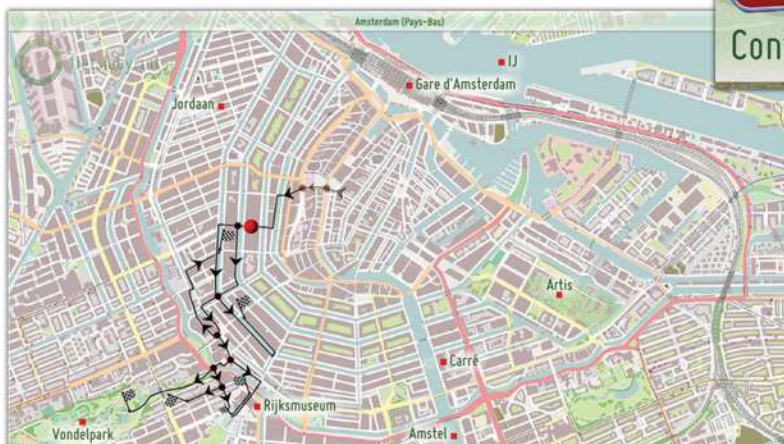 Amsterdam (Pays-Bas)
Con
IJ
Gare d'Amsterdam
Jordaan
Artis
Carré
Rijksmuseum
Vondelpark
Amstel